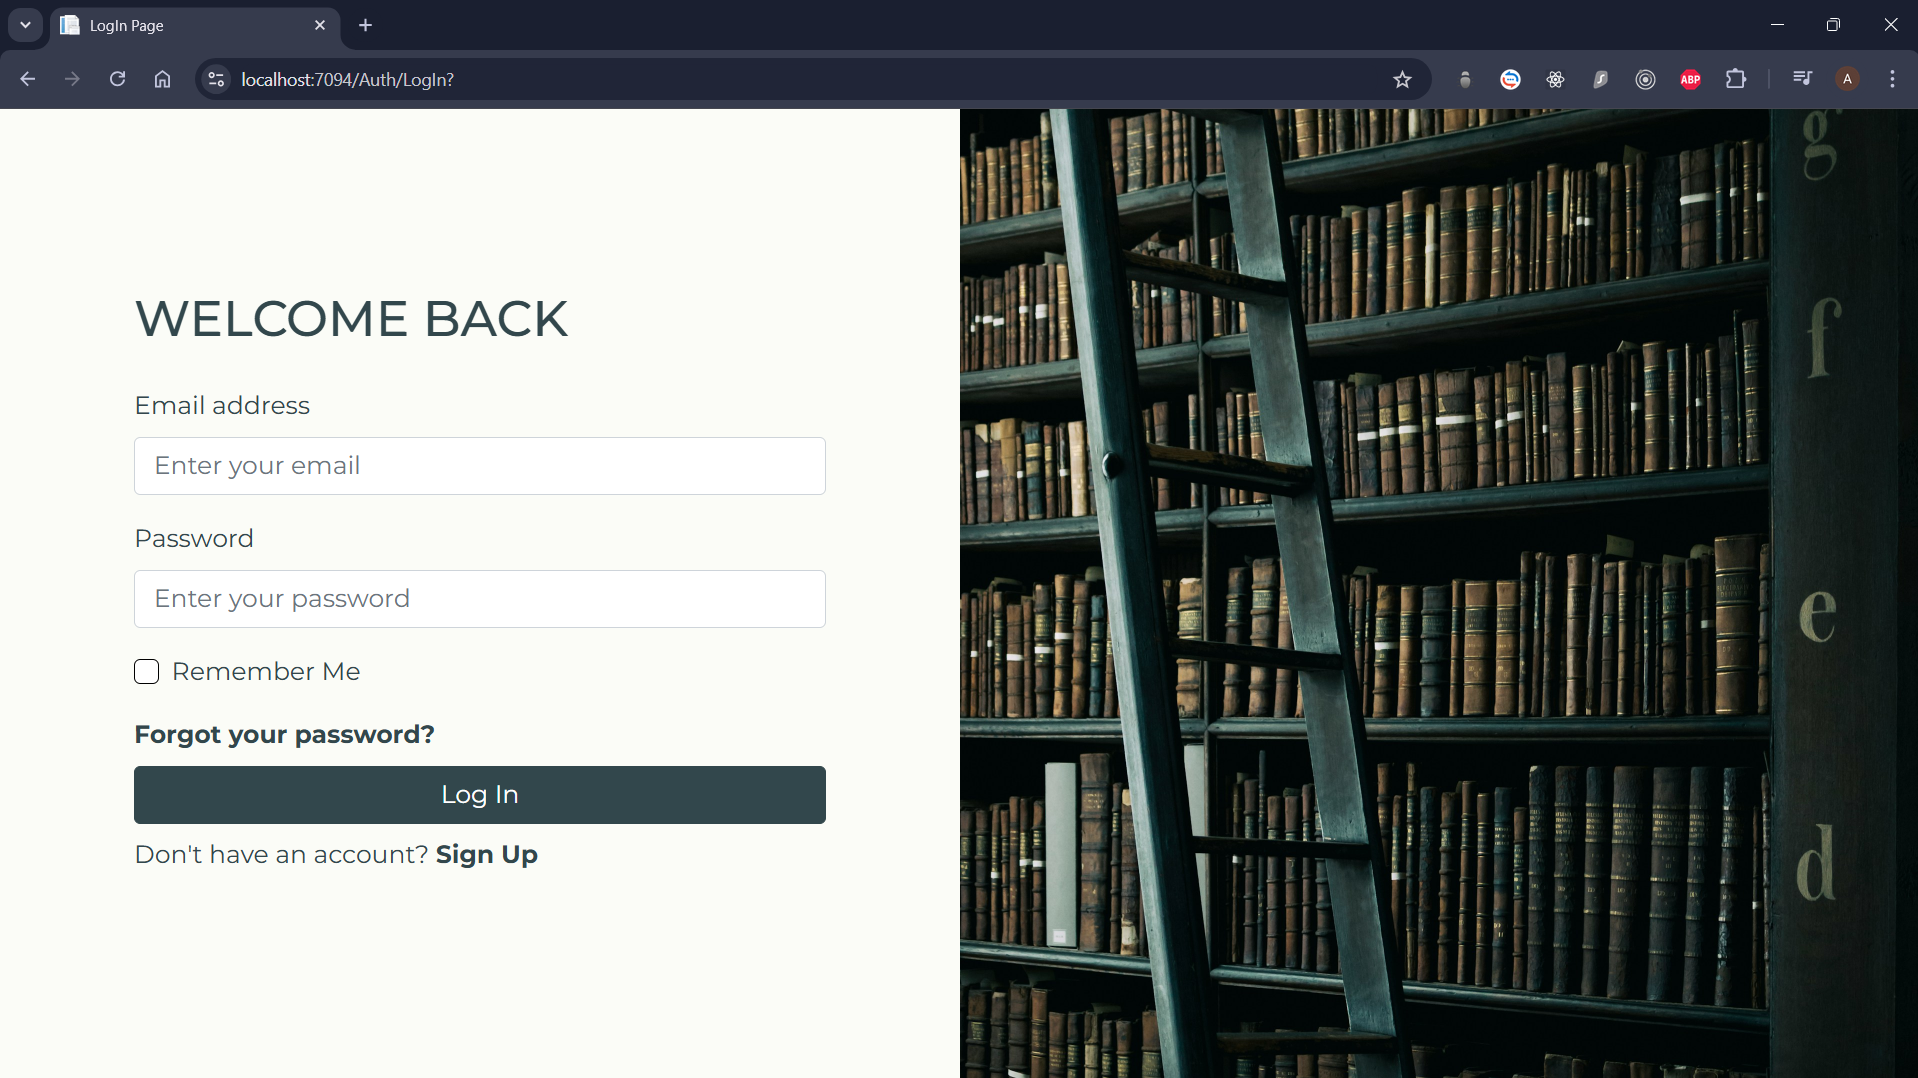 LogIn Page
localhost:7094/Auth/LogIn?
ABP
A
WELCOME BACK
Email address
Enter your email
Password
Enter your password
Remember Me
Forgot your password?
Log In
Don't have an account? Sign Up
g
f
e
d